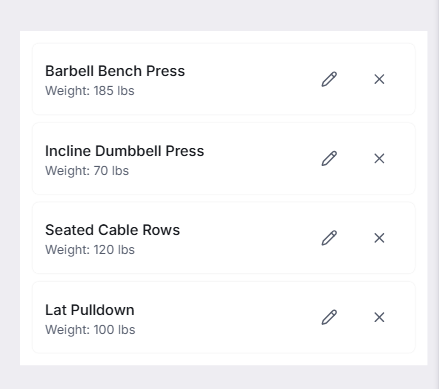 Barbell Bench Press
Weight: 185 lbs
Incline Dumbbell Press
Weight: 70 lbs
Seated Cable Rows
Weight: 120 lbs
Lat Pulldown
Weight: 100 lbs